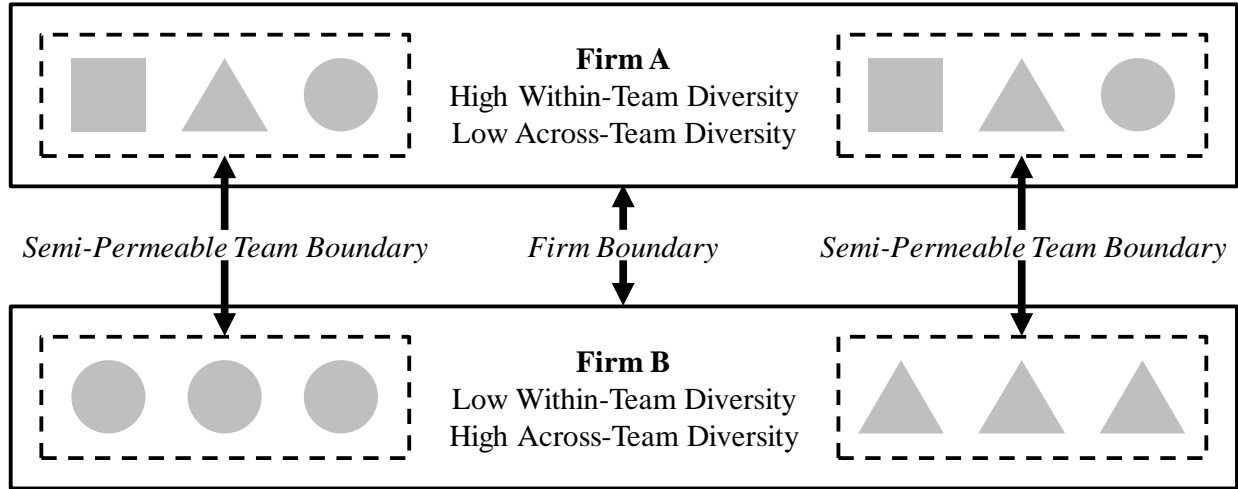 Firm A
High Within-Team Diversity
Low Across-Team Diversity
Semi-Permeable Team Boundary
Firm Boundary
Semi-Permeable Team Boundary
Firm B
Low Within-Team Diversity
High Across-Team Diversity